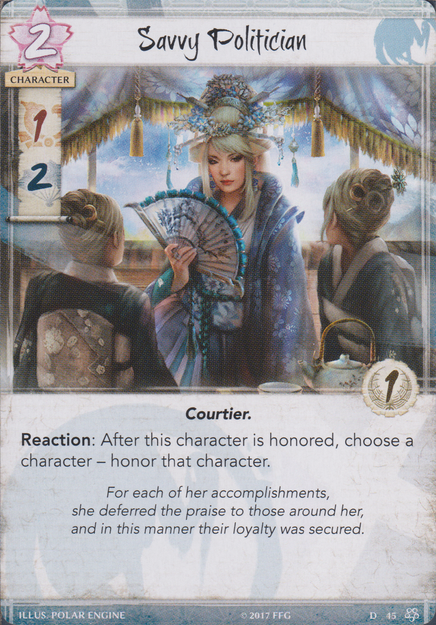 2
Savvy Politician
CHARACTER
1
2
1
Courtier.
Reaction: After this character is honored, choose a
character – honor that character.
For each of her accomplishments,
she deferred the praise to those around her,
and in this manner their loyalty was secured.
ILLUS. POLAR ENGINE
© 2017 FFG
D 45